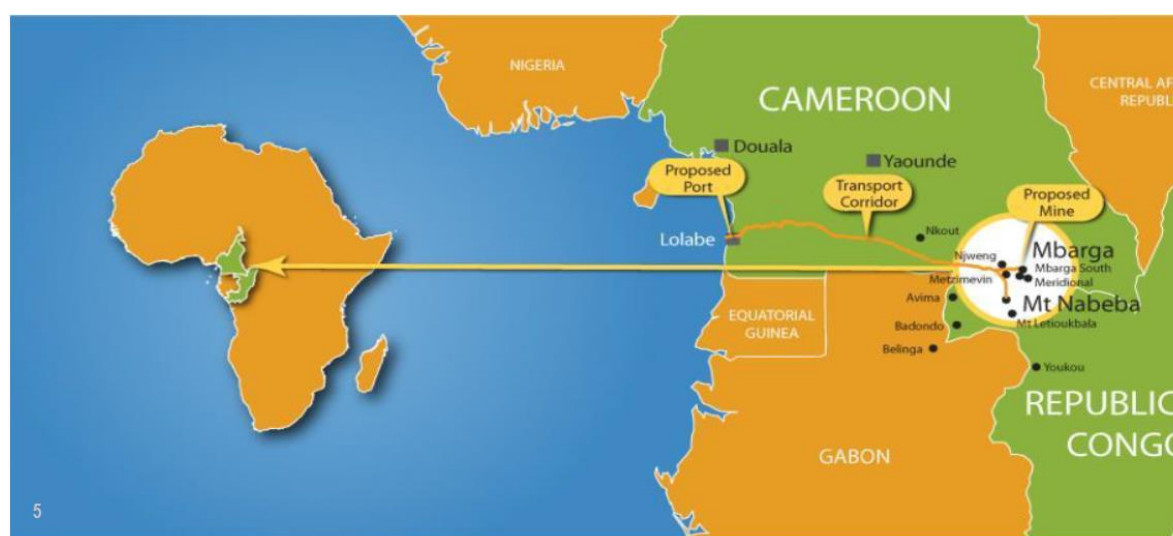 NIGERIA
CAMEROON
CENTRAL AF
REPUBL
Douala
Yaounde
Proposed
Port
Transport
Corridor
Proposed
Mine
Lolabe
Nkout
Njweng
Mbarga
Mbarga South
Metzimevin
Meridional
Avima
Mt Nabeba
EQUATORIAL
GUINEA
Badondo
Mt Letioukbala
Belinga
Youkou
REPUBLIC
CONGO
GABON
5